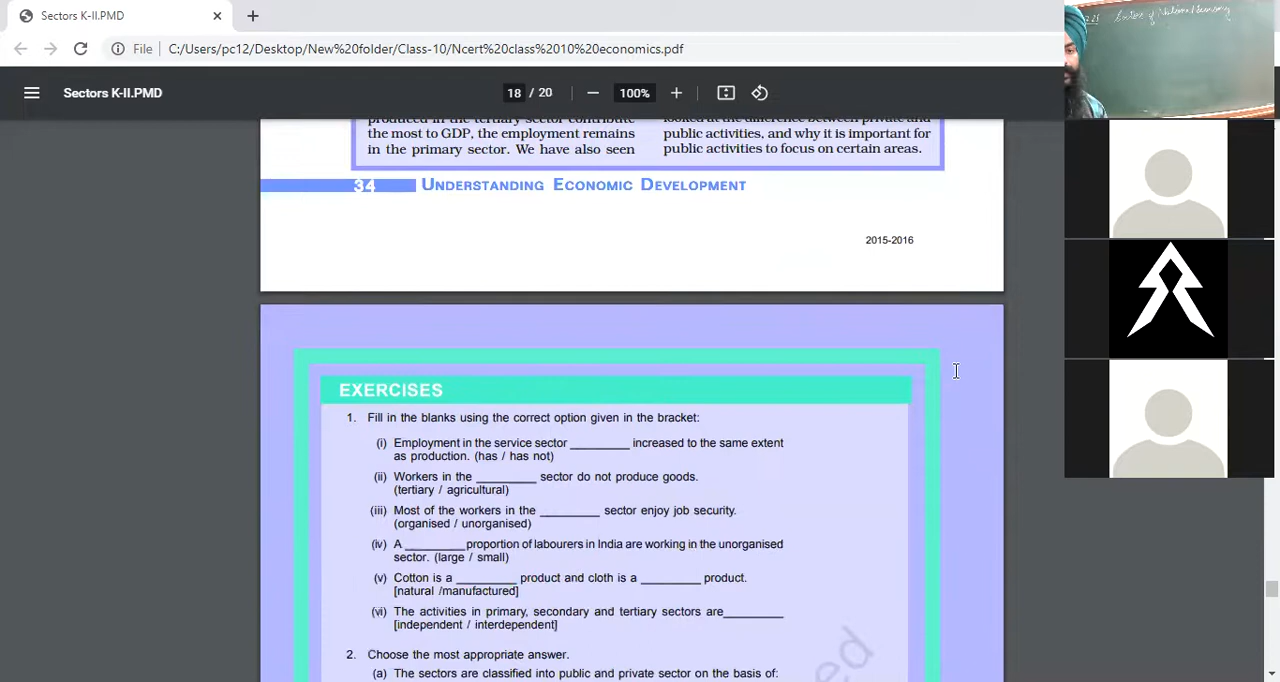 Sectors K-II.PMD
File
C:/Users/pc12/Desktop/New%20folder/Class-10/Ncert%20class%2010%20economics.pdf
Sectors K-II.PMD
18 / 20
100%
produced in the tertiary sector contribute
the most to GDP, the employment remains
in the primary sector. We have also seen
looked at the difference between private and
public activities, and why it is important for
public activities to focus on certain areas.
34 UNDERSTANDING ECONOMIC DEVELOPMENT
2015-2016
EXERCISES
1. Fill in the blanks using the correct option given in the bracket:
(i) Employment in the service sector _________ increased to the same extent
as production. (has / has not)
(ii) Workers in the _________ sector do not produce goods.
(tertiary / agricultural)
(iii) Most of the workers in the _________ sector enjoy job security.
(organised / unorganised)
(iv) A _________proportion of labourers in India are working in the unorganised
sector. (large / small)
(v) Cotton is a _________ product and cloth is a _________ product.
[natural /manufactured]
(vi) The activities in primary, secondary and tertiary sectors are_________
[independent / interdependent]
2. Choose the most appropriate answer.
(a) The sectors are classified into public and private sector on the basis of:
Sectors of National Economy